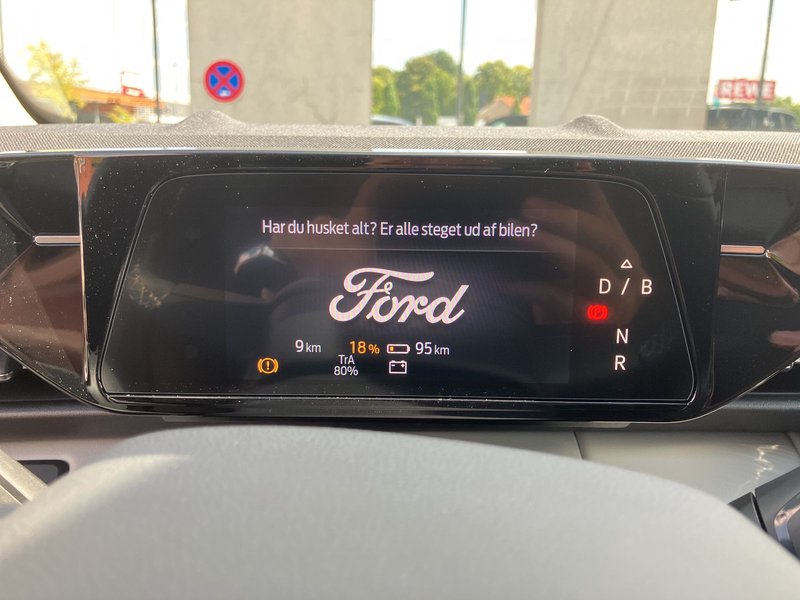 REWE
Har du husket alt? Er alle steget ud af bilen?
Ford
D / B
9 km 18 % 95 km
TrA
80%
N
R